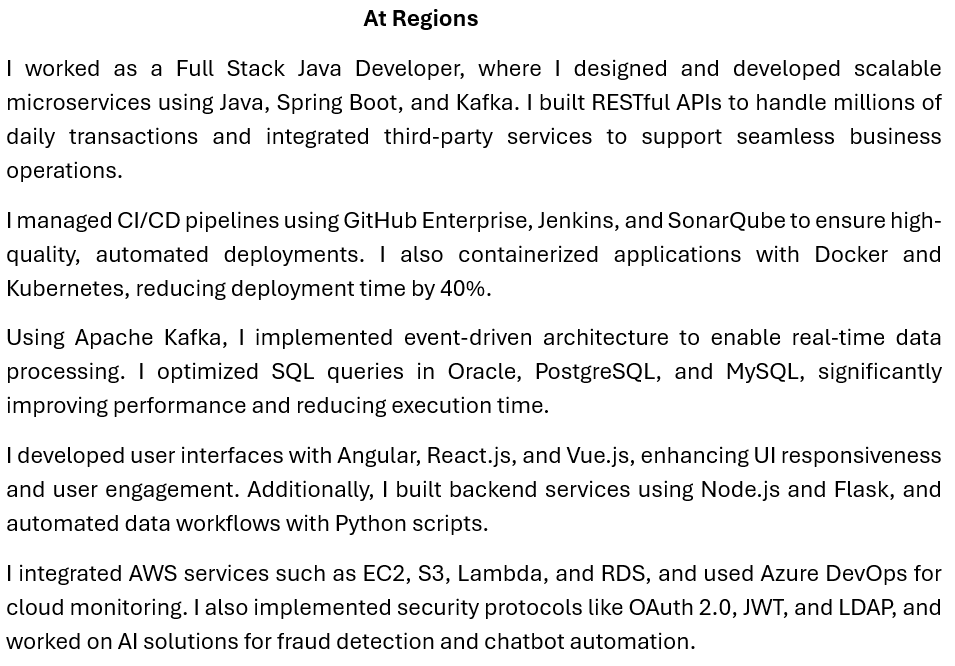 At Regions
I worked as a Full Stack Java Developer, where I designed and developed scalable
microservices using Java, Spring Boot, and Kafka. I built RESTful APIs to handle millions of
daily transactions and integrated third-party services to support seamless business
operations.
I managed CI/CD pipelines using GitHub Enterprise, Jenkins, and SonarQube to ensure high-
quality, automated deployments. I also containerized applications with Docker and
Kubernetes, reducing deployment time by 40%.
Using Apache Kafka, I implemented event-driven architecture to enable real-time data
processing. I optimized SQL queries in Oracle, PostgreSQL, and MySQL, significantly
improving performance and reducing execution time.
I developed user interfaces with Angular, React.js, and Vue.js, enhancing UI responsiveness
and user engagement. Additionally, I built backend services using Node.js and Flask, and
automated data workflows with Python scripts.
I integrated AWS services such as EC2, S3, Lambda, and RDS, and used Azure DevOps for
cloud monitoring. I also implemented security protocols like OAuth 2.0, JWT, and LDAP, and
worked on AI solutions for fraud detection and chatbot automation.